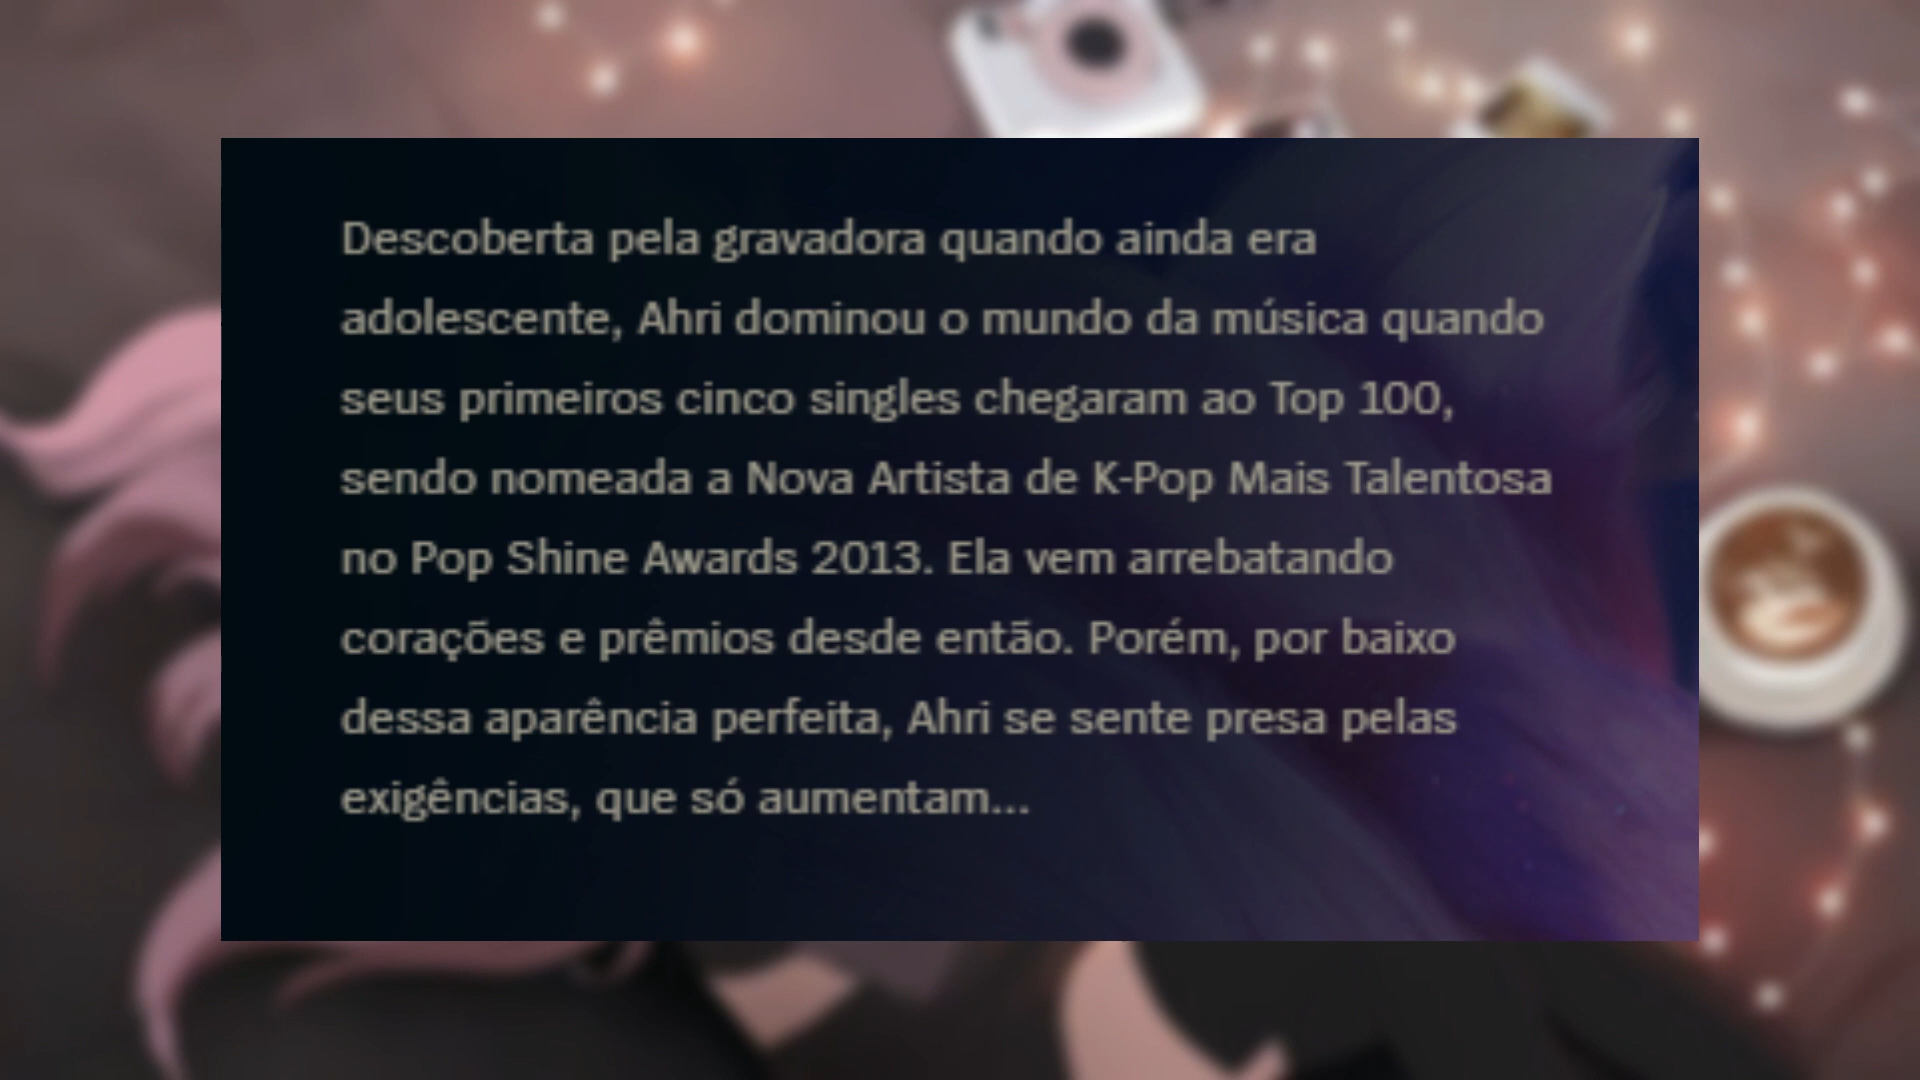 Descoberta pela gravadora quando ainda era
adolescente, Ahri dominou o mundo da música quando
seus primeiros cinco singles chegaram ao Top 100,
sendo nomeada a Nova Artista de K-Pop Mais Talentosa
no Pop Shine Awards 2013. Ela vem arrebatando
corações e prêmios desde então. Porém, por baixo
dessa aparência perfeita, Ahri se sente presa pelas
exigências, que só aumentam...